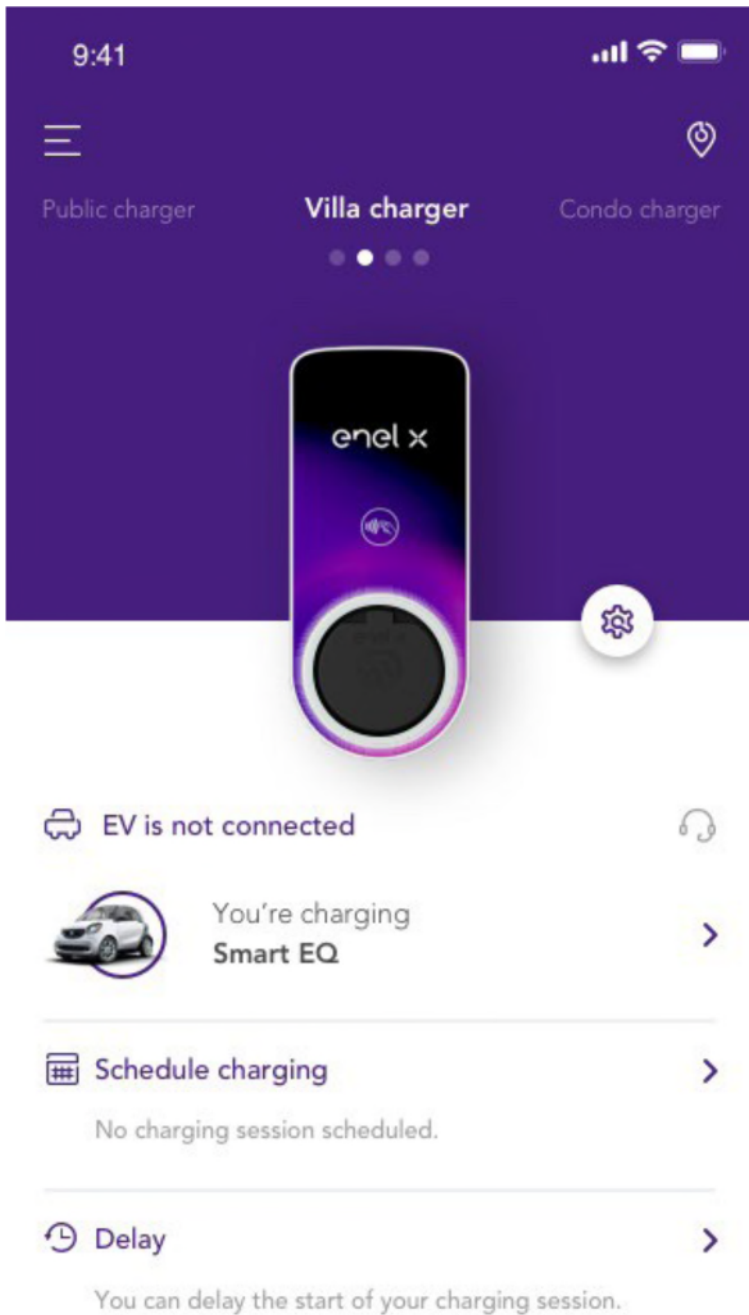 9:41
Public charger
Villa charger
Condo charger
enel x
EV is not connected
You're charging
Smart EQ
Schedule charging
No charging session scheduled.
Delay
You can delay the start of your charging session.